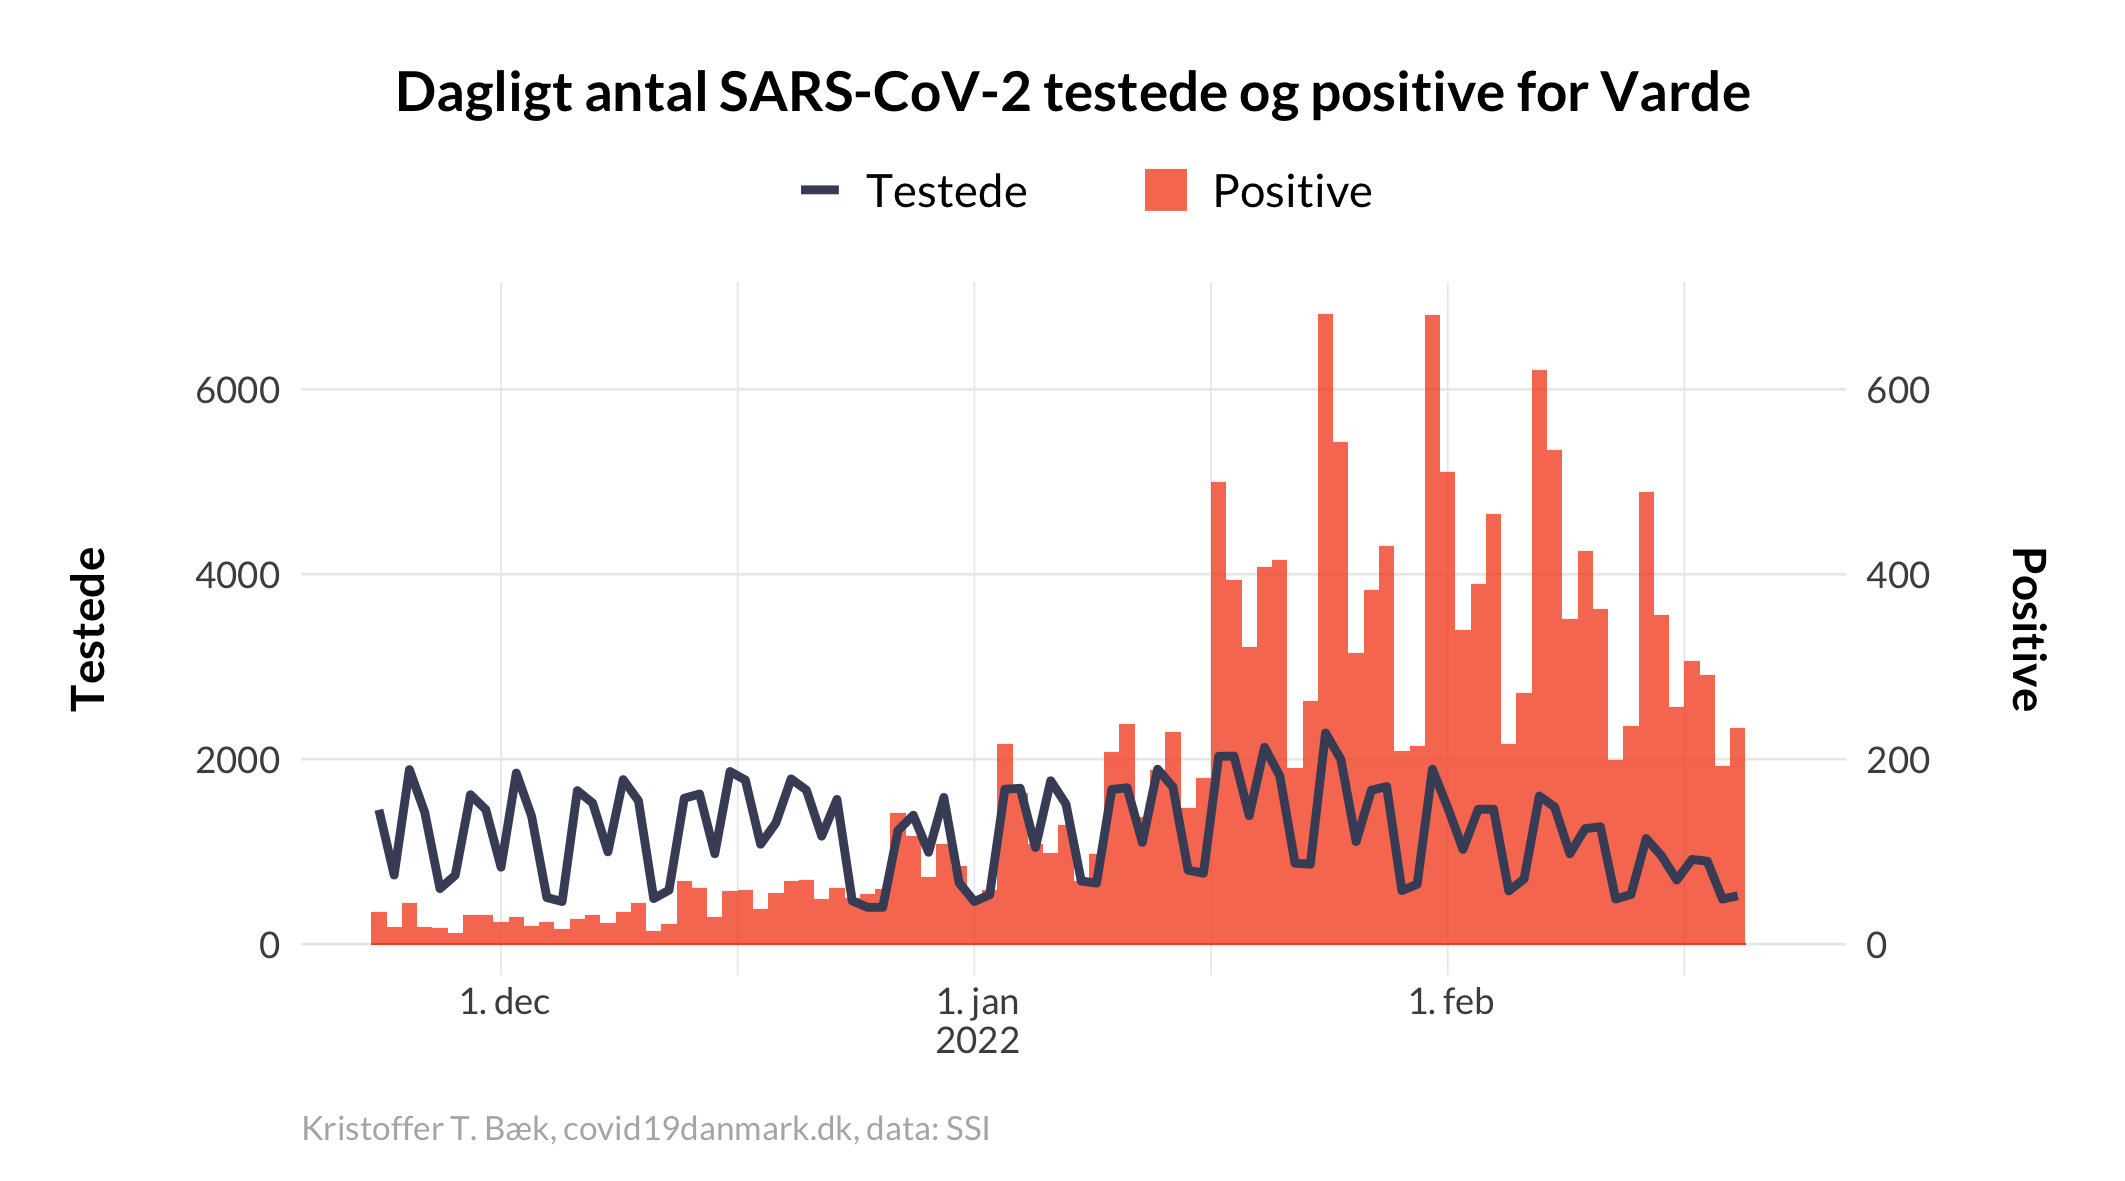 Dagligt antal SARS-CoV-2 testede og positive for Varde
Testede
Positive
6000
4000
2000
0
600
400
200
0
Testede
Positive
1. dec
1. jan
2022
1. feb
Kristoffer T. Bæk, covid19danmark.dk, data: SSI